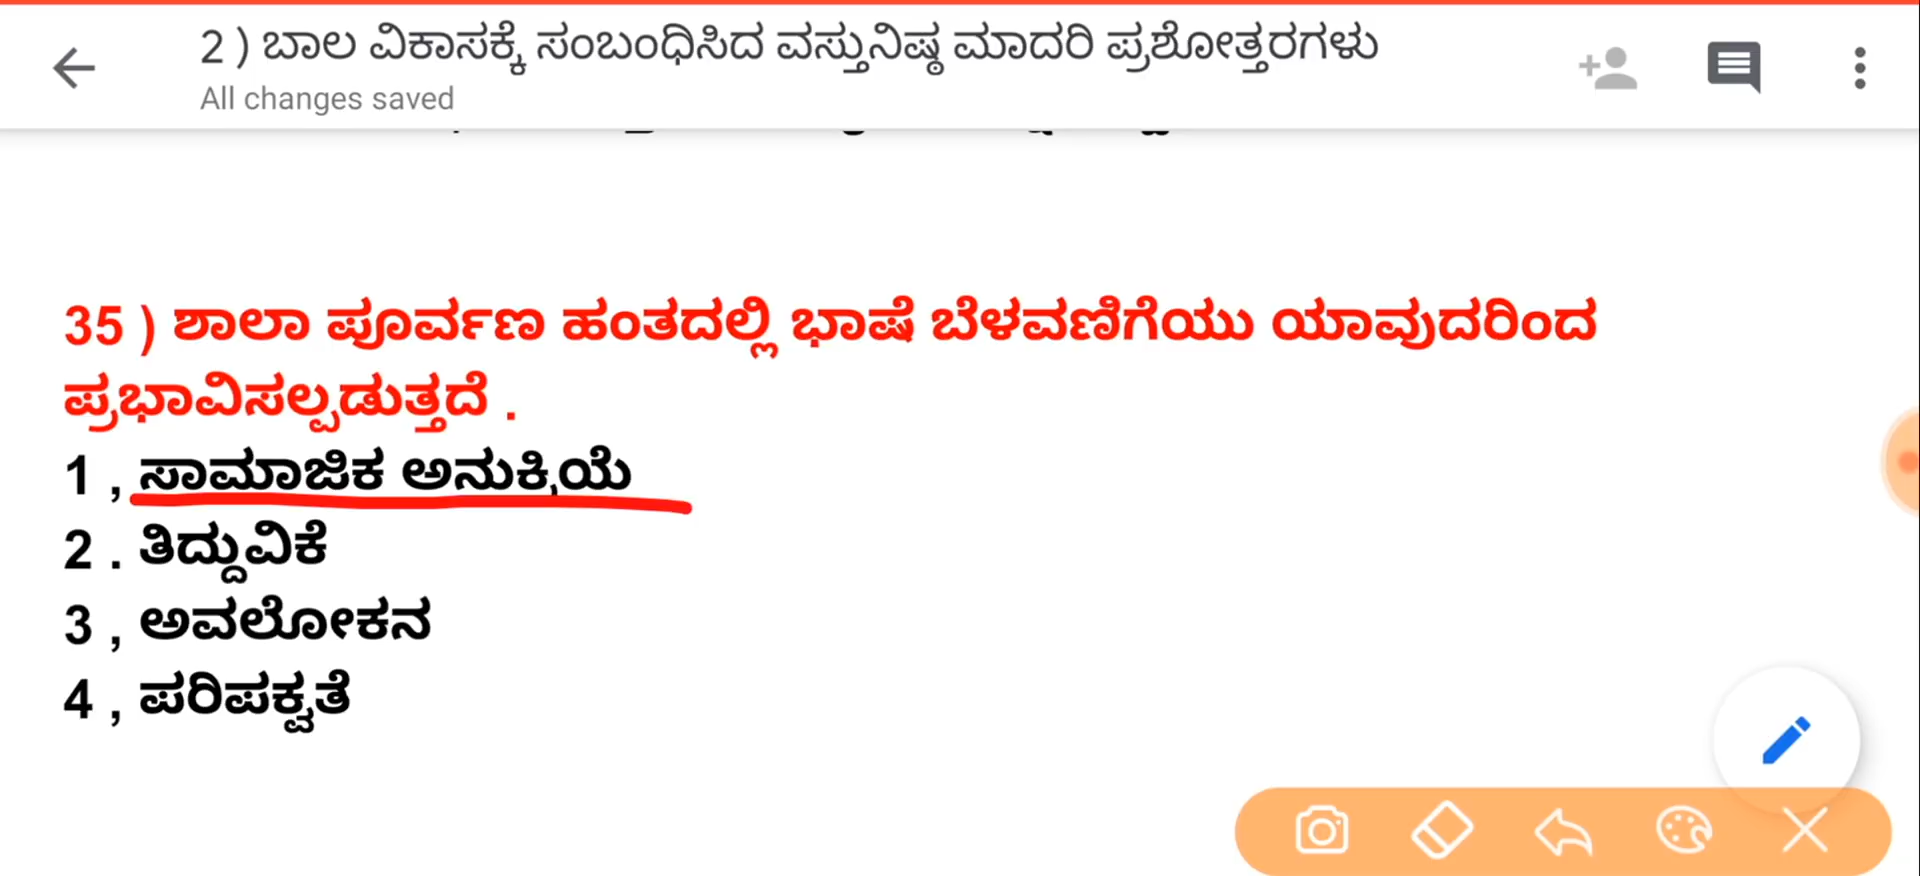 2 ) ಬಾಲ ವಿಕಾಸಕ್ಕೆ ಸಂಬಂಧಿಸಿದ ವಸ್ತುನಿಷ್ಠ ಮಾದರಿ ಪ್ರಶೋತ್ತರಗಳು
All changes saved
35 ) ಶಾಲಾ ಪೂರ್ವಣ ಹಂತದಲ್ಲಿ ಭಾಷೆ ಬೆಳವಣಿಗೆಯು ಯಾವುದರಿಂದ
ಪ್ರಭಾವಿಸಲ್ಪಡುತ್ತದೆ .
1 , ಸಾಮಾಜಿಕ ಅನುಕ್ರಿಯೆ
2 . ತಿದ್ದುವಿಕೆ
3 , ಅವಲೋಕನ
4 , ಪರಿಪಕ್ವತೆ